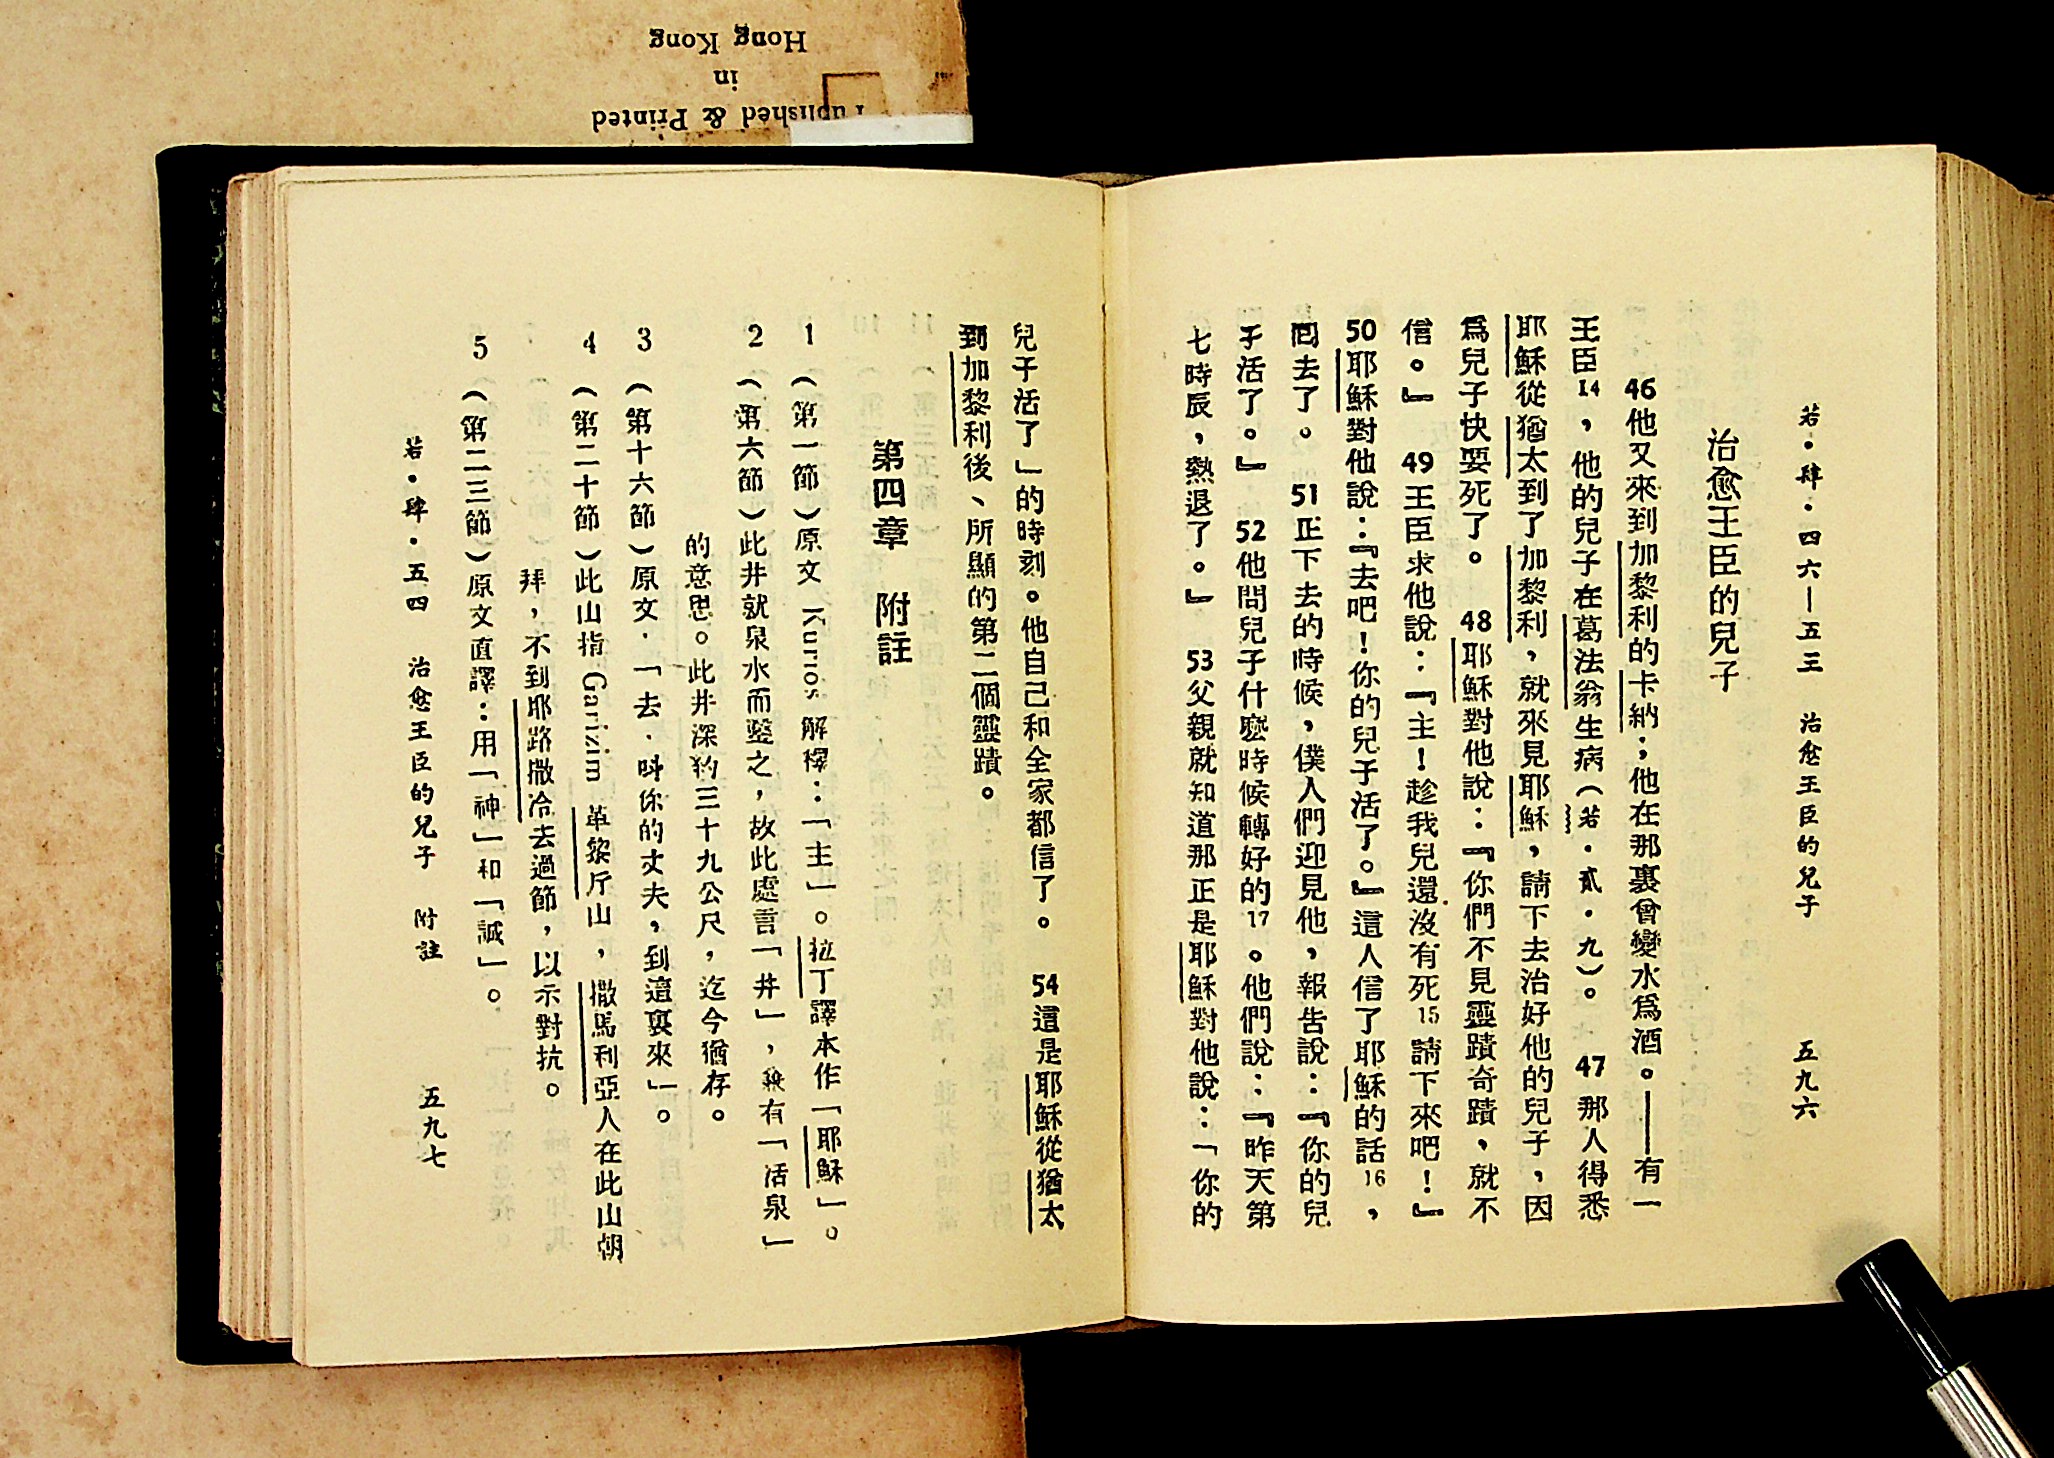 若・肆・四六—五三　治愈王臣的兒子　五九六
治愈王臣的兒子
46他又來到加黎利的卡納；他在那裏曾變水爲酒。——有一
王臣14，他的兒子在葛法翁生病（若・貳・九）。47那人得悉
耶穌從猶太到了加黎利，就來見耶穌，請下去治好他的兒子，因
爲兒子快要死了。48耶穌對他說：『你們不見靈蹟奇蹟，就不
信。』49王臣求他說：『主！趁我兒還沒有死15請下來吧！』
50耶穌對他說：『去吧！你的兒子活了。』這人信了耶穌的話16，
回去了。51正下去的時候，僕人們迎見他，報告說：『你的兒
子活了。』52他問兒子什麼時候轉好的17。他們說：『昨天第
七時辰，熱退了。』53父親就知道那正是耶穌對他說：「你的
兒子活了」的時刻。他自己和全家都信了。54這是耶穌從猶太
到加黎利後、所顯的第二個靈蹟。
第四章　附註
1（第一節）原文 Kurios 解釋：「主」。拉丁譯本作「耶穌」。
2（第六節）此井就泉水而鑿之，故此處言「井」，兼有「活泉」
的意思。此井深約三十九公尺，迄今猶存。
3（第十六節）原文・「去・叫你的丈夫，到這裏來」。
4（第二十節）此山指 Garizim 革黎斤山，撒馬利亞人在此山朝
拜，不到耶路撒冷去過節，以示對抗。
5（第二三節）原文直譯：用「神」和「誠」。
若・肆・五四　治愈王臣的兒子　附註　五九七
Published & Printed
in
Hong Kong